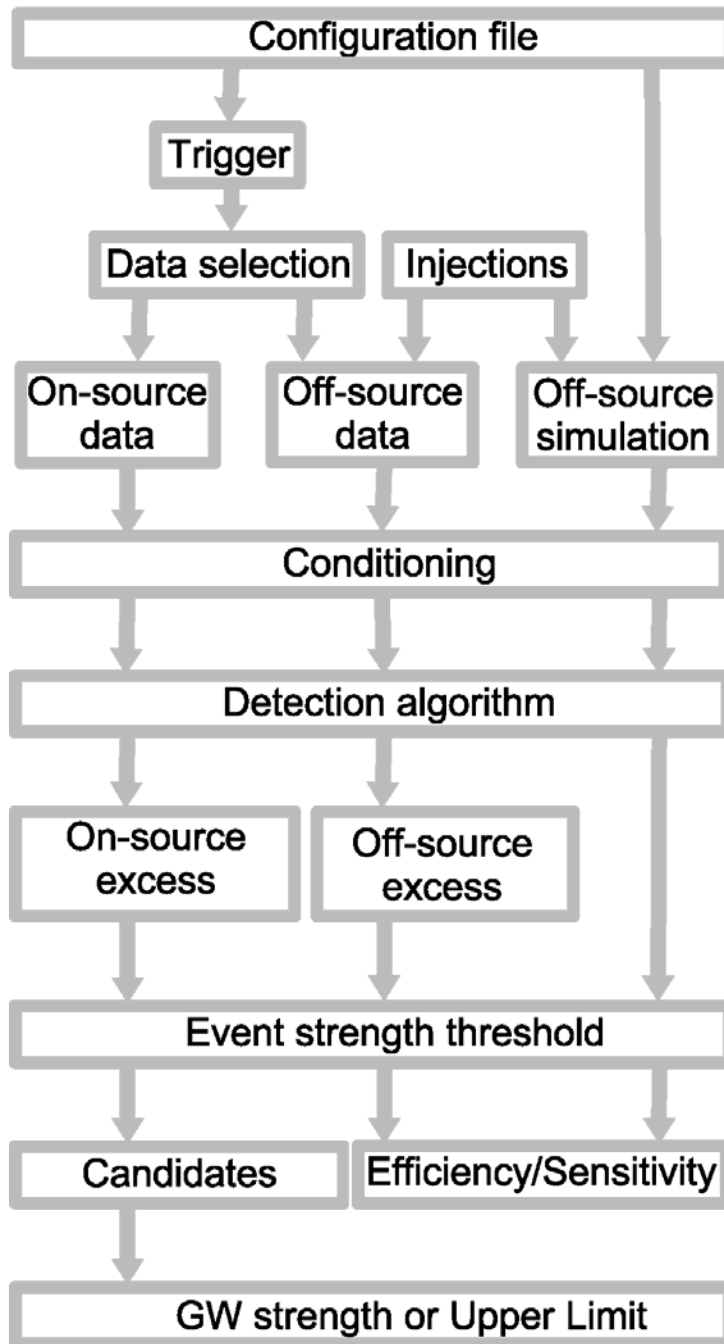 Configuration file
Trigger
Data selection
Injections
On-source
data
Off-source
data
Off-source
simulation
Conditioning
Detection algorithm
On-source
excess
Off-source
excess
Event strength threshold
Candidates
Efficiency/Sensitivity
GW strength or Upper Limit